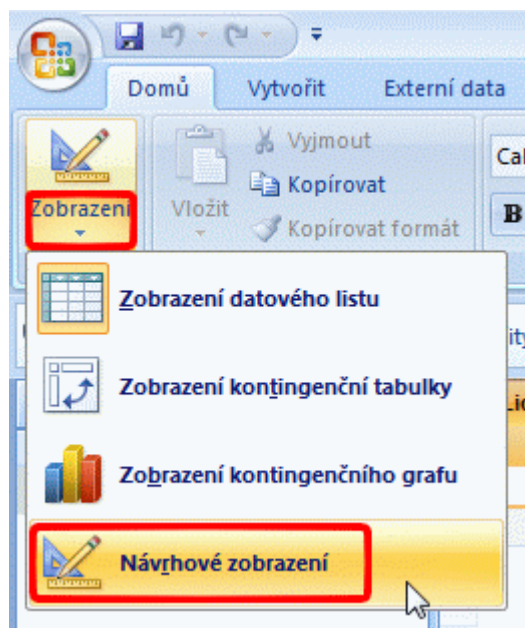 Domů Vytvořit Externí data
Zobrazení
Vložit
Vyjmout
Kopírovat
Kopírovat formát
Cal
B
Zobrazení datového listu
Zobrazení kontingenční tabulky
Zobrazení kontingenčního grafu
Návrhové zobrazení